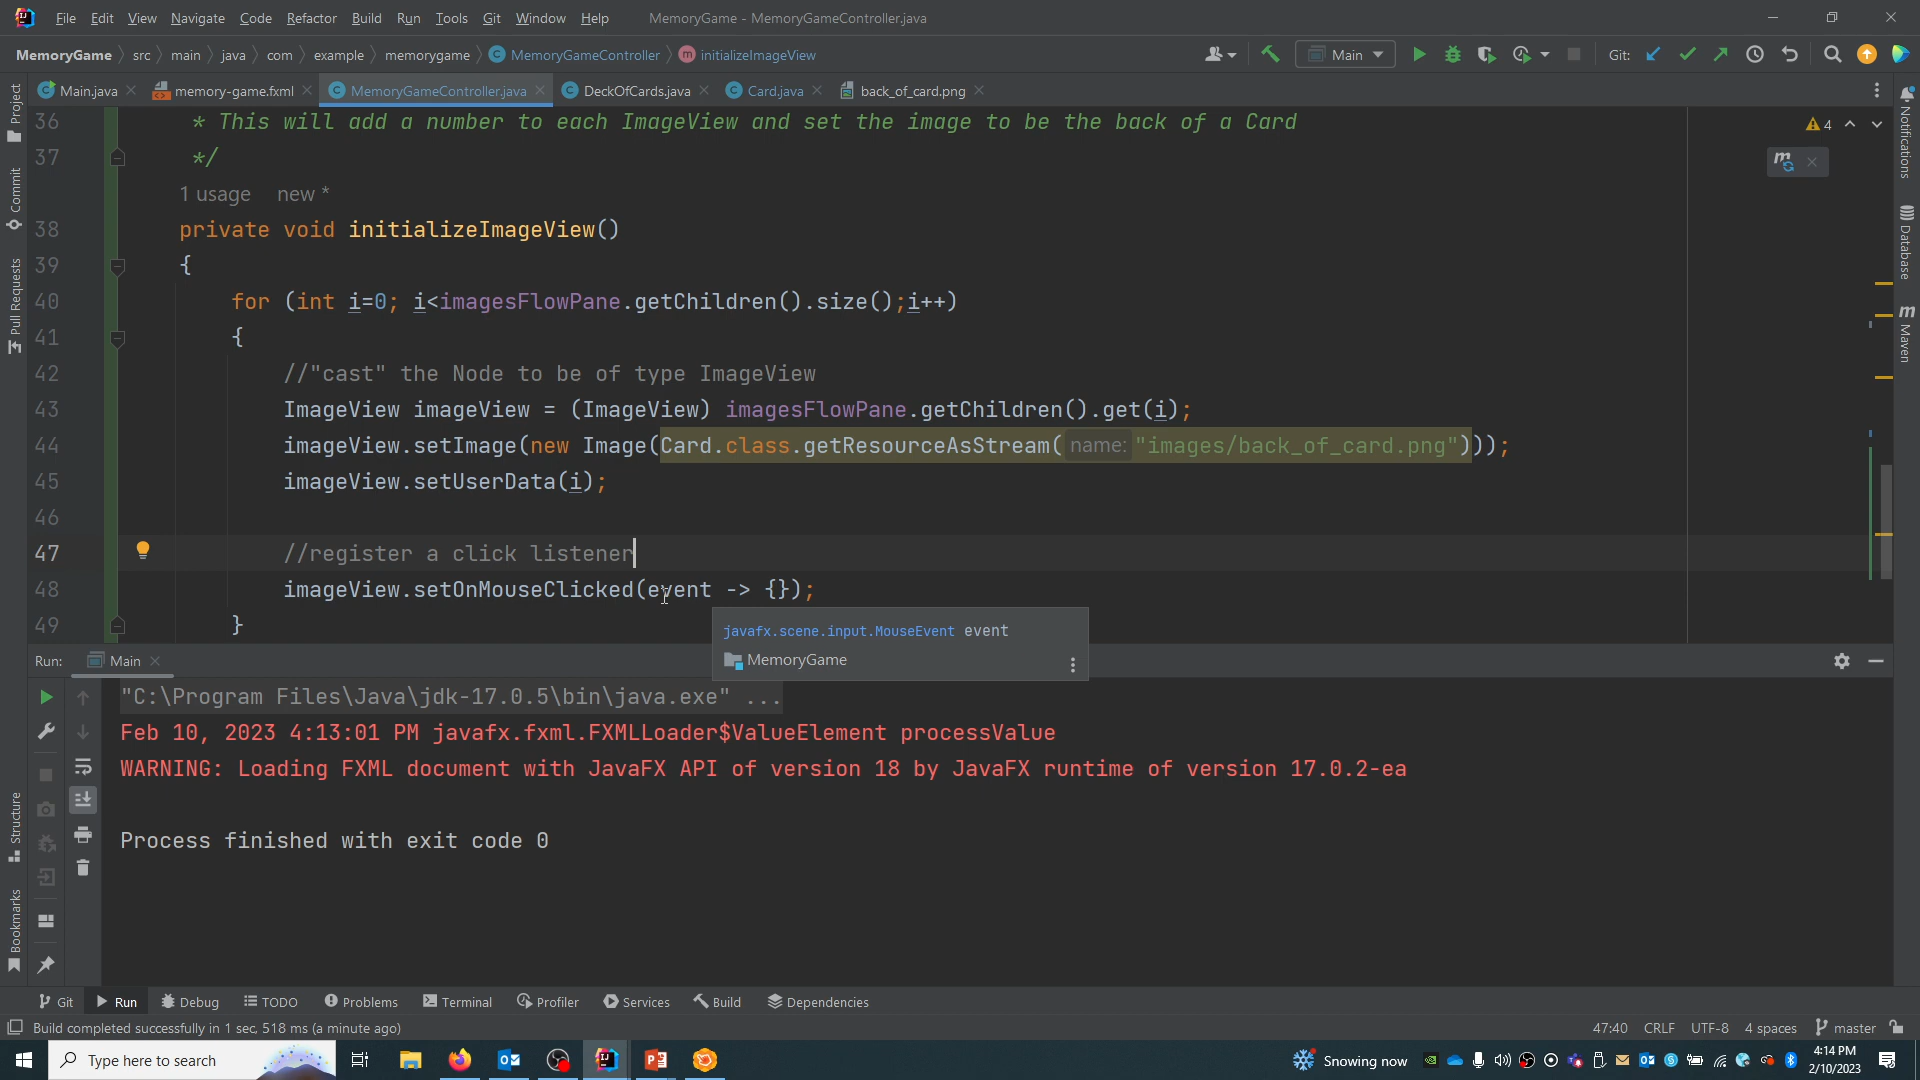 File Edit View Navigate Code Refactor Build Run Tools Git Window Help MemoryGame - MemoryGameController.java
MemoryGame src main java com example memorygame MemoryGameController initializeImageView Main Git:
Main.java memory-game.fxml MemoryGameController.java DeckOfCards.java Card.java back_of_card.png
Project
Commit
Pull Requests
Structure
Bookmarks
Notifications
Database
Maven
4
36 * This will add a number to each ImageView and set the image to be the back of a Card
37 */
1 usage new *
38 private void initializeImageView()
39 {
40 for (int i=0; i<imagesFlowPane.getChildren().size();i++)
41 {
42 //"cast" the Node to be of type ImageView
43 ImageView imageView = (ImageView) imagesFlowPane.getChildren().get(i);
44 imageView.setImage(new Image(Card.class.getResourceAsStream( name: "images/back_of_card.png")));
45 imageView.setUserData(i);
46
47 //register a click listener
48 imageView.setOnMouseClicked(event -> {});
49 }
javafx.scene.input.MouseEvent event
MemoryGame
Run: Main
"C:\Program Files\Java\jdk-17.0.5\bin\java.exe" ...
Feb 10, 2023 4:13:01 PM javafx.fxml.FXMLLoader$ValueElement processValue
WARNING: Loading FXML document with JavaFX API of version 18 by JavaFX runtime of version 17.0.2-ea
Process finished with exit code 0
Git Run Debug TODO Problems Terminal Profiler Services Build Dependencies
Build completed successfully in 1 sec, 518 ms (a minute ago) 47:40 CRLF UTF-8 4 spaces master
Type here to search Snowing now 4:14 PM
2/10/2023